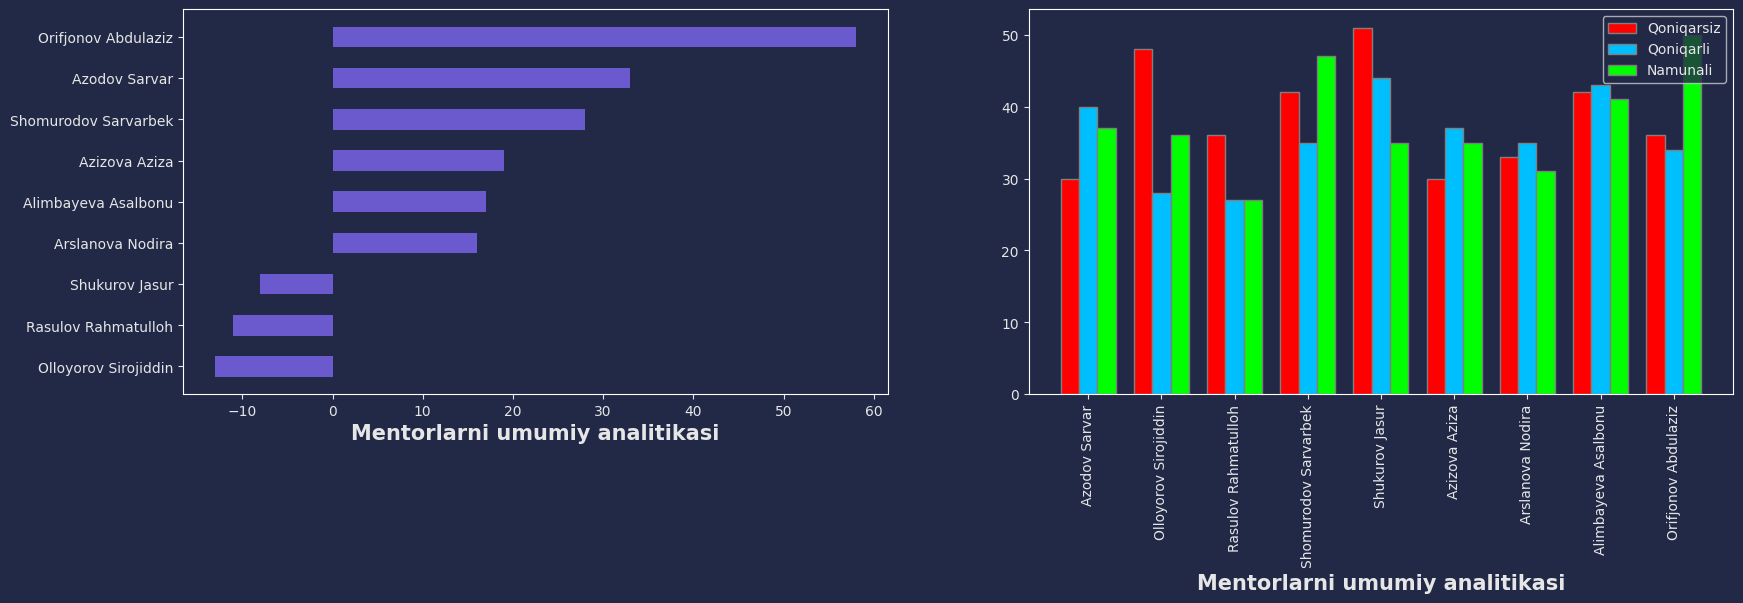 Orifjonov Abdulaziz
Azodov Sarvar
Shomurodov Sarvarbek
Azizova Aziza
Alimbayeva Asalbonu
Arslanova Nodira
Shukurov Jasur
Rasulov Rahmatulloh
Olloyorov Sirojiddin
−10 0 10 20 30 40 50 60
Mentorlarni umumiy analitikasi
Qoniqarsiz
Qoniqarli
Namunali
50
40
30
20
10
0
Azodov Sarvar
Olloyorov Sirojiddin
Rasulov Rahmatulloh
Shomurodov Sarvarbek
Shukurov Jasur
Azizova Aziza
Arslanova Nodira
Alimbayeva Asalbonu
Orifjonov Abdulaziz
Mentorlarni umumiy analitikasi